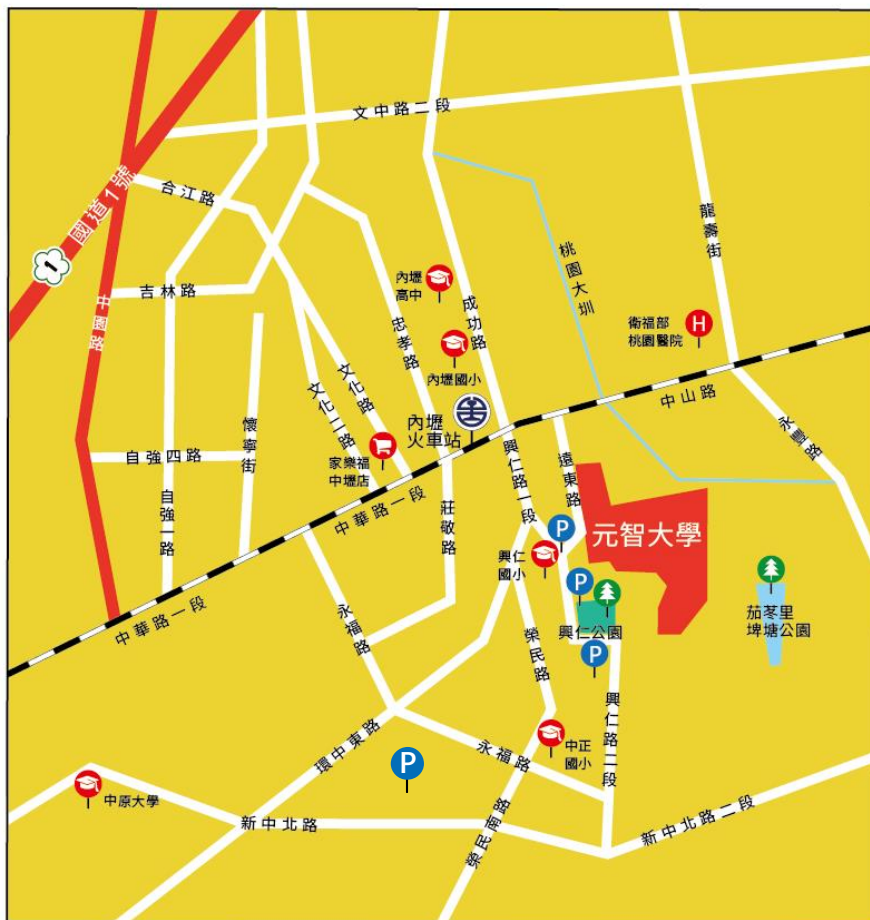 文中路二段
合江路
國道1號
1
龍壽街
桃園大圳
內壢
高中
吉林路
中園路
成功路
衛福部
桃園醫院
H
忠孝路
內壢國小
文化路
文化二路
中山路
內壢
火車站
懷寧街
永豐路
自強四路
家樂福
中壢店
興仁路一段
遠東路
自強一路
中華路一段
莊敬路
P
元智大學
興仁
國小
P
中華路一段
永福路
興仁公園
茄苳里
埤塘公園
榮民路
P
興仁路二段
環中東路
永福路
中正
國小
P
中原大學
新中北路
榮民南路
新中北路二段